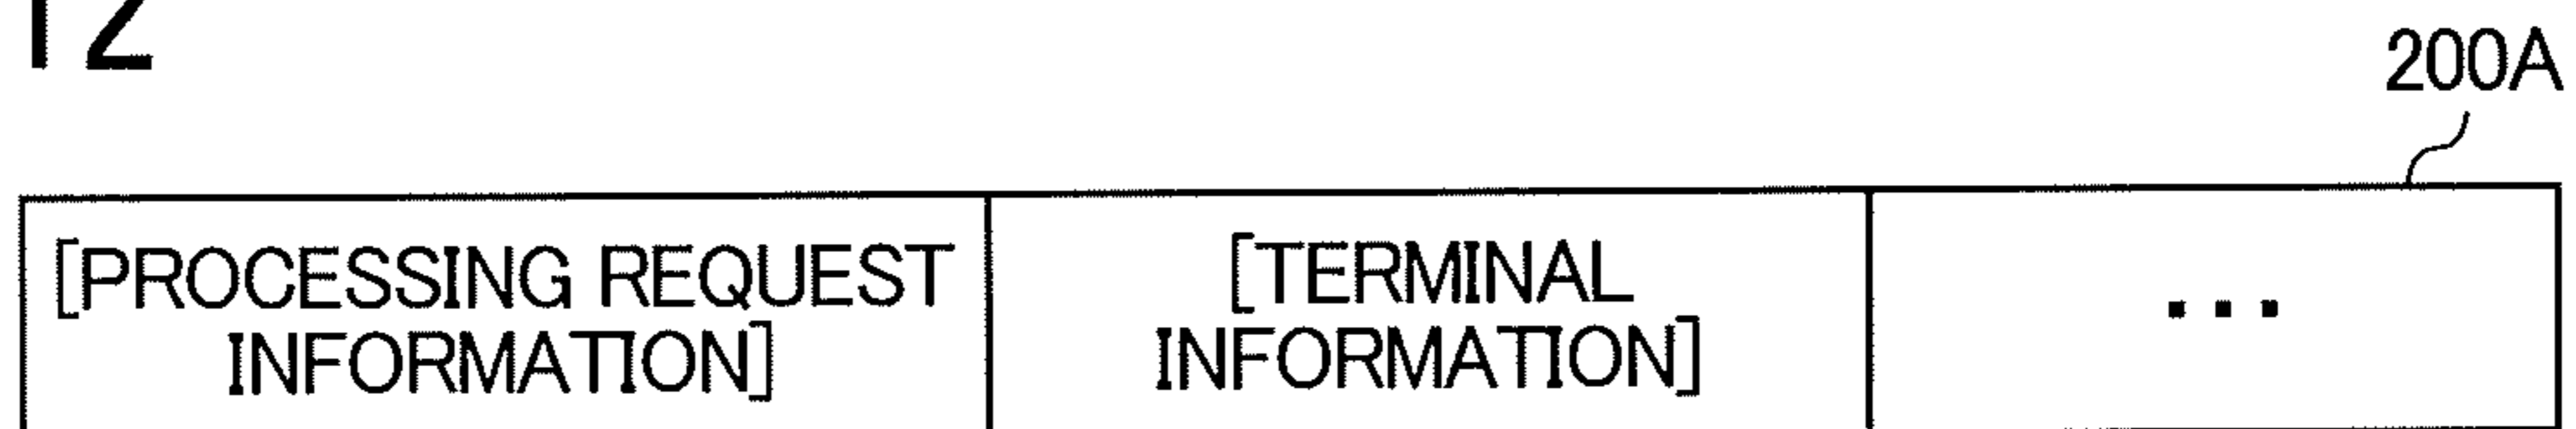 12
200A
[PROCESSING REQUEST
INFORMATION]
[TERMINAL
INFORMATION]
...